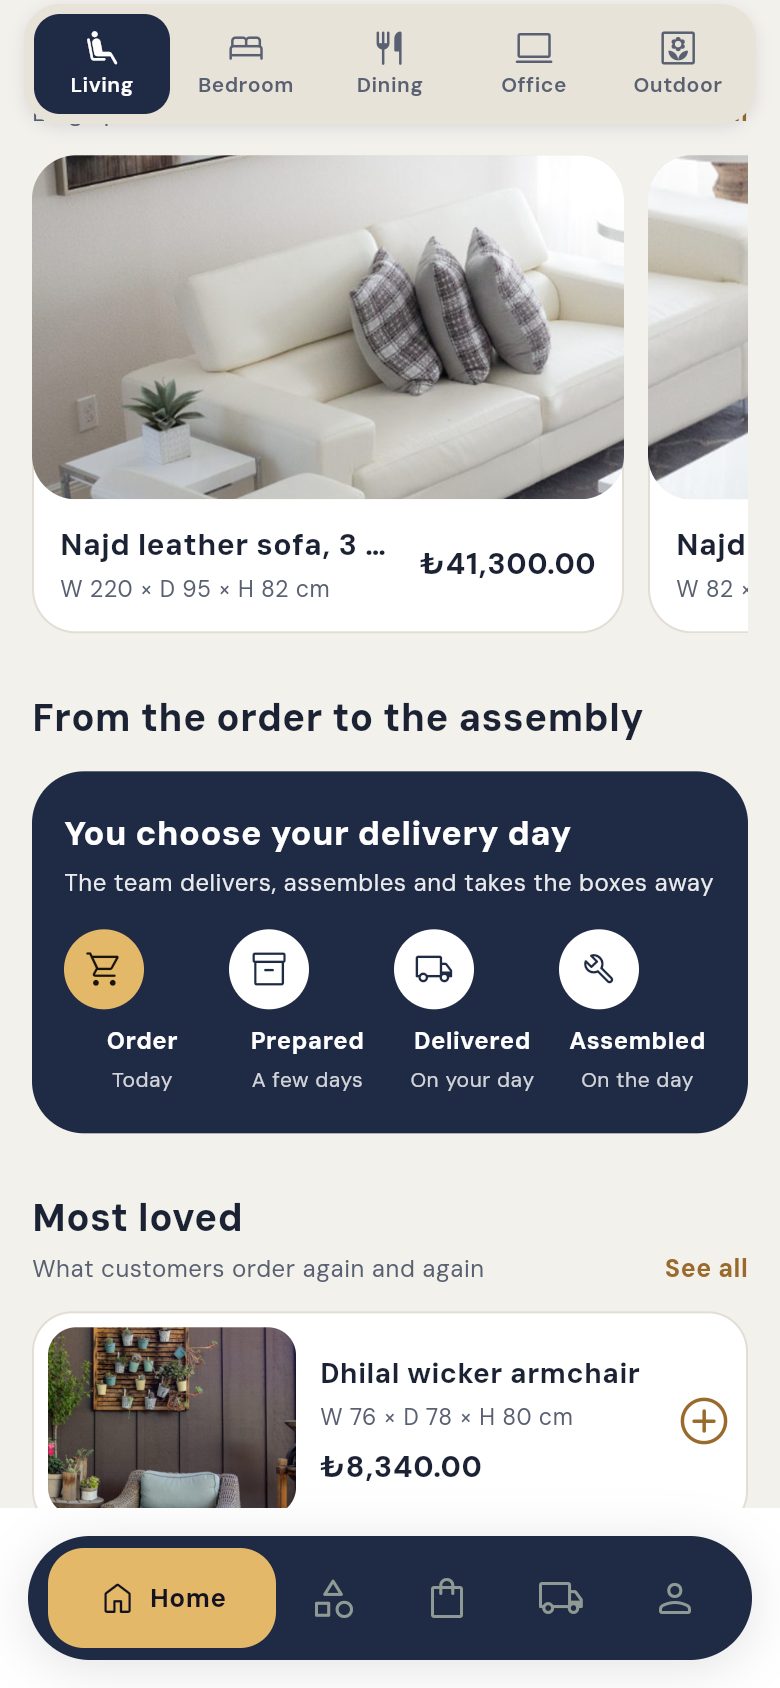 Living
Bedroom
Dining
Office
Outdoor
Najd leather sofa, 3 ...
W 220 × D 95 × H 82 cm
₺41,300.00
Najd
W 82 ×
From the order to the assembly
You choose your delivery day
The team delivers, assembles and takes the boxes away
Order
Prepared
Delivered
Assembled
Today
A few days
On your day
On the day
Most loved
What customers order again and again
See all
Dhilal wicker armchair
W 76 × D 78 × H 80 cm
₺8,340.00
Home